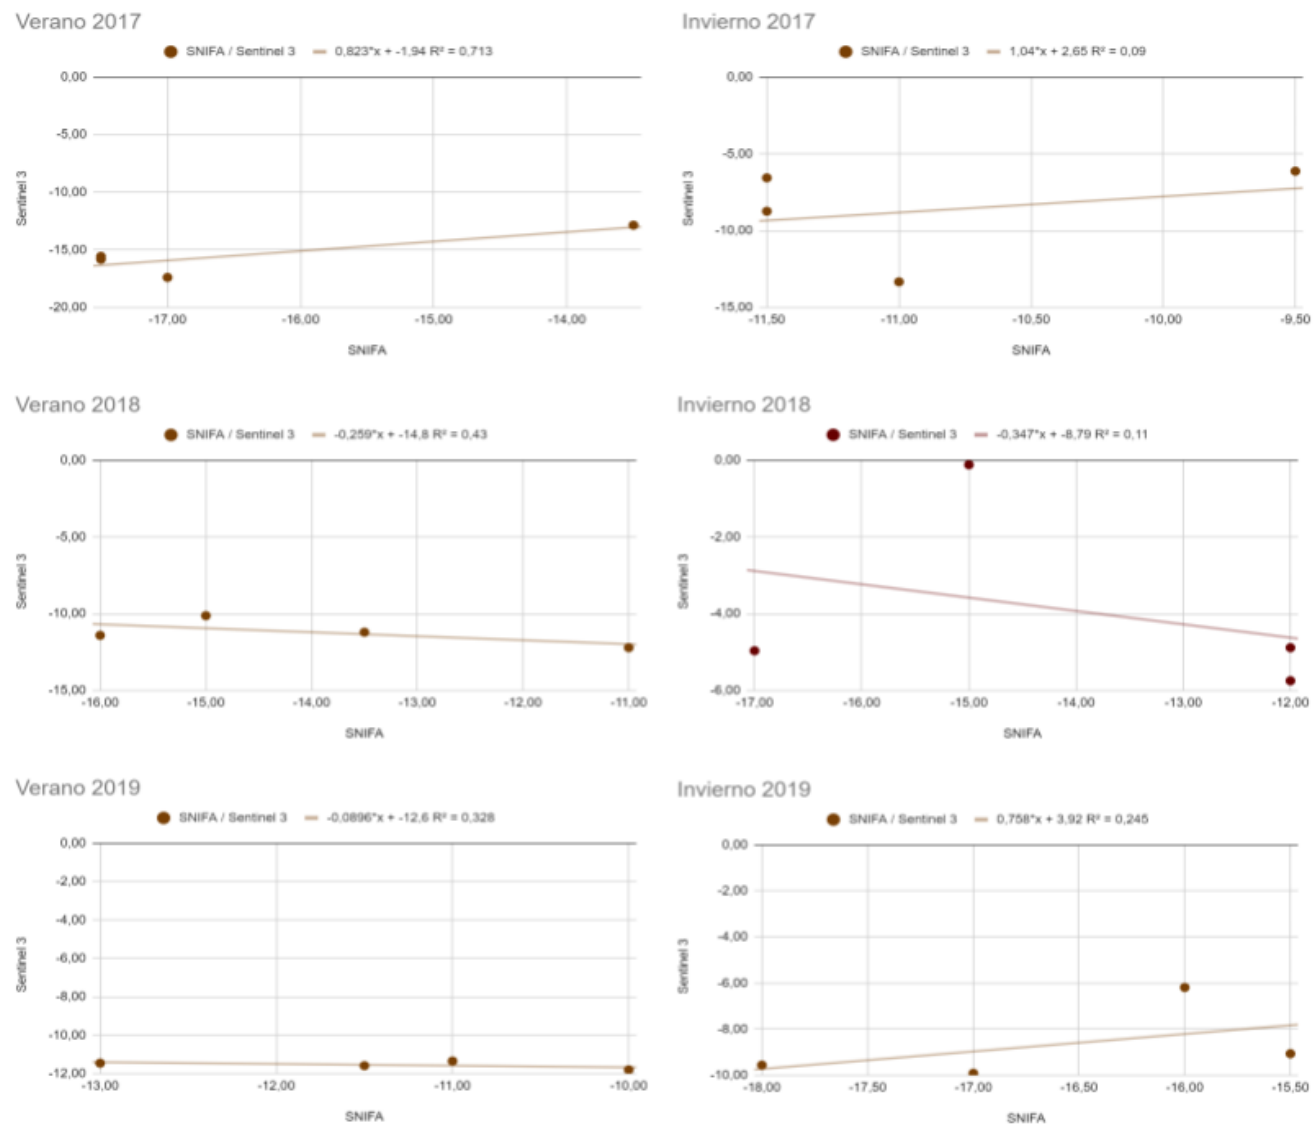 Verano 2017
SNIFA / Sentinel 3 0,823*x + -1,94 R² = 0,713
0,00
-5,00
-10,00
-15,00
-20,00
Sentinel 3
-17,00 -16,00 -15,00 -14,00
SNIFA
Invierno 2017
SNIFA / Sentinel 3 1,04*x + 2,65 R² = 0,09
0,00
-5,00
-10,00
-15,00
Sentinel 3
-11,50 -11,00 -10,50 -10,00 -9,50
SNIFA
Verano 2018
SNIFA / Sentinel 3 -0,259*x + -14,8 R² = 0,43
0,00
-5,00
-10,00
-15,00
Sentinel 3
-16,00 -15,00 -14,00 -13,00 -12,00 -11,00
SNIFA
Invierno 2018
SNIFA / Sentinel 3 -0,347*x + -8,79 R² = 0,11
0,00
-2,00
-4,00
-6,00
Sentinel 3
-17,00 -16,00 -15,00 -14,00 -13,00 -12,00
SNIFA
Verano 2019
SNIFA / Sentinel 3 -0,0896*x + -12,6 R² = 0,328
0,00
-2,00
-4,00
-6,00
-8,00
-10,00
-12,00
Sentinel 3
-13,00 -12,00 -11,00 -10,00
SNIFA
Invierno 2019
SNIFA / Sentinel 3 0,758*x + 3,92 R² = 0,245
0,00
-2,00
-4,00
-6,00
-8,00
-10,00
Sentinel 3
-18,00 -17,50 -17,00 -16,50 -16,00 -15,50
SNIFA